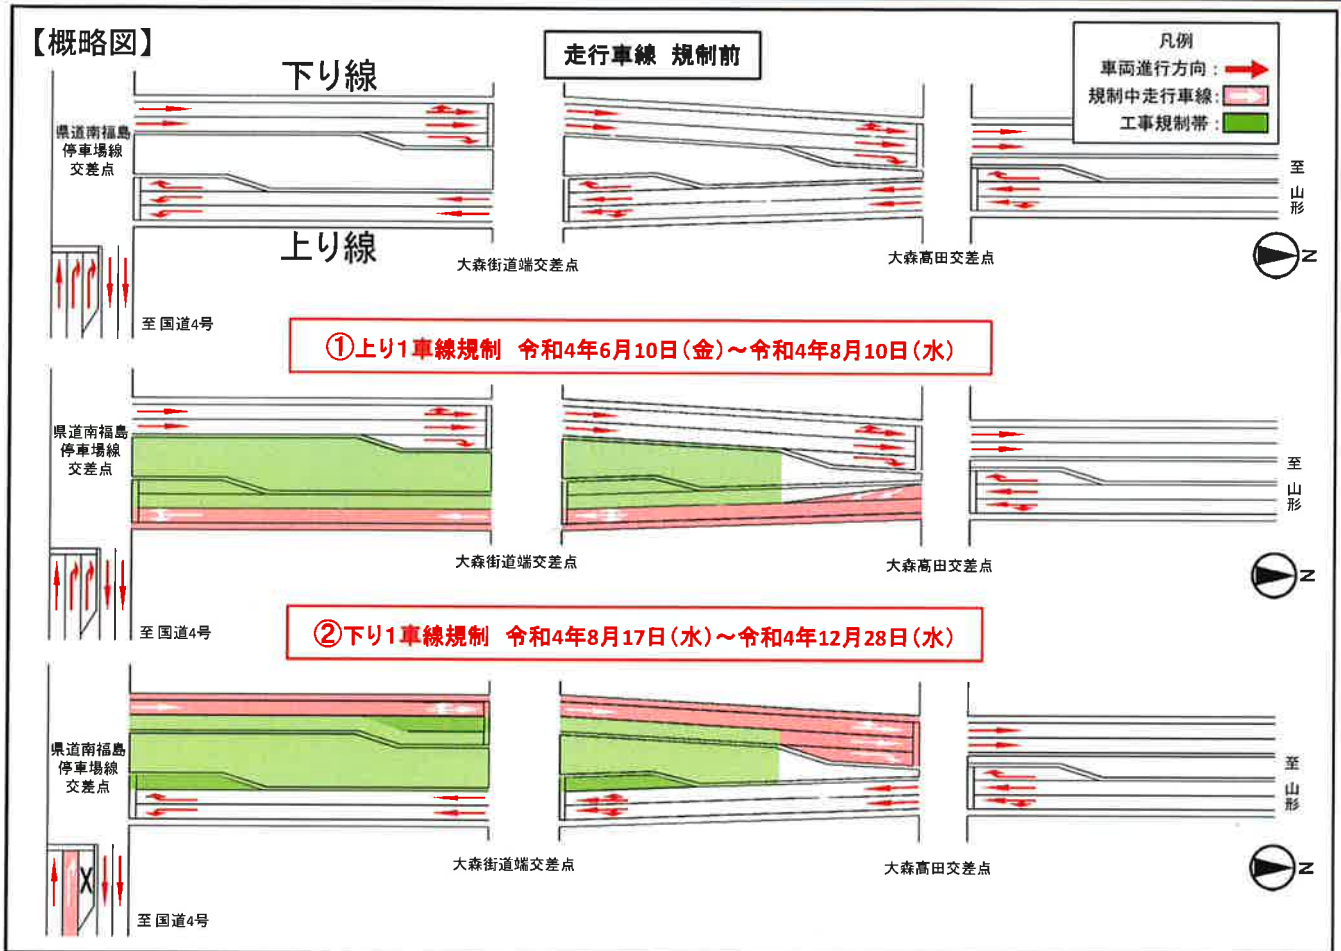 【概略図】
走行車線 規制前
凡例
車両進行方向：
規制中走行車線：
工事規制帯：
下り線
県道南福島
停車場線
交差点
上り線
大森街道端交差点
大森高田交差点
至 山形
N
至国道4号
①上り1車線規制 令和4年6月10日(金)～令和4年8月10日(水)
県道南福島
停車場線
交差点
大森街道端交差点
大森高田交差点
至 山形
N
至国道4号
②下り1車線規制 令和4年8月17日(水)～令和4年12月28日(水)
県道南福島
停車場線
交差点
大森街道端交差点
大森高田交差点
至 山形
N
X
至国道4号